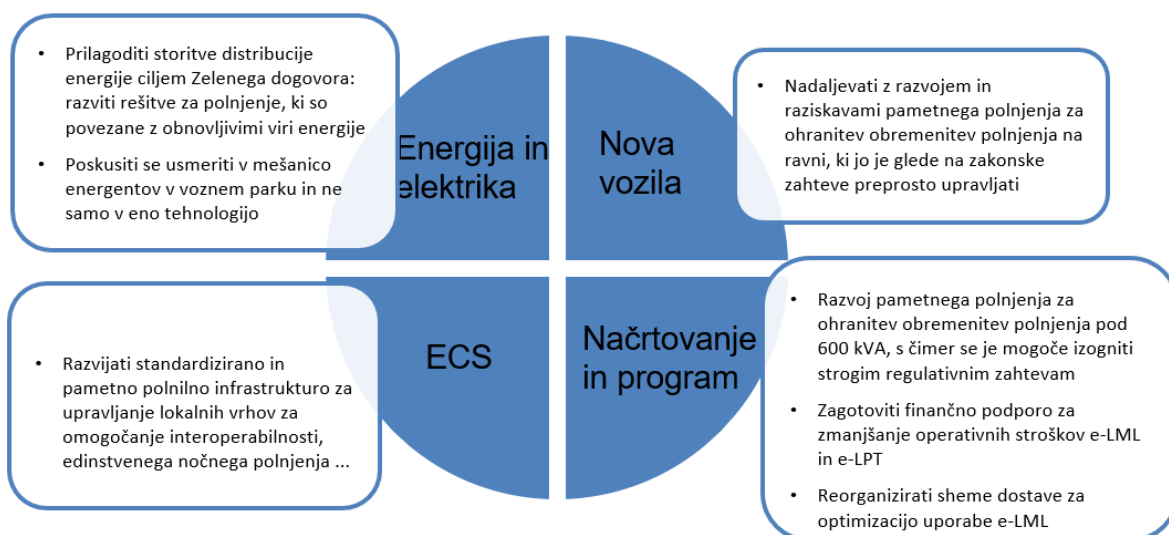 • Prilagoditi storitve distribucije
energije ciljem Zelenega dogovora:
razviti rešitve za polnjenje, ki so
povezane z obnovljivimi viri energije
• Poskusiti se usmeriti v mešanico
energentov v voznem parku in ne
samo v eno tehnologijo
Energija in
elektrika
Nova
vozila
• Nadaljevati z razvojem in
raziskavami pametnega polnjenja za
ohranitev obremenitev polnjenja na
ravni, ki jo je glede na zakonske
zahteve preprosto upravljati
• Razvijati standardizirano in
pametno polnilno infrastrukturo za
upravljanje lokalnih vrhov za
omogočanje interoperabilnosti,
edinstvenega nočnega polnjenja ...
ECS
Načrtovanje
in program
• Razvoj pametnega polnjenja za
ohranitev obremenitev polnjenja pod
600 kVA, s čimer se je mogoče izogniti
strogim regulativnim zahtevam
• Zagotoviti finančno podporo za
zmanjšanje operativnih stroškov e-LML
in e-LPT
• Reorganizirati sheme dostave za
optimizacijo uporabe e-LML